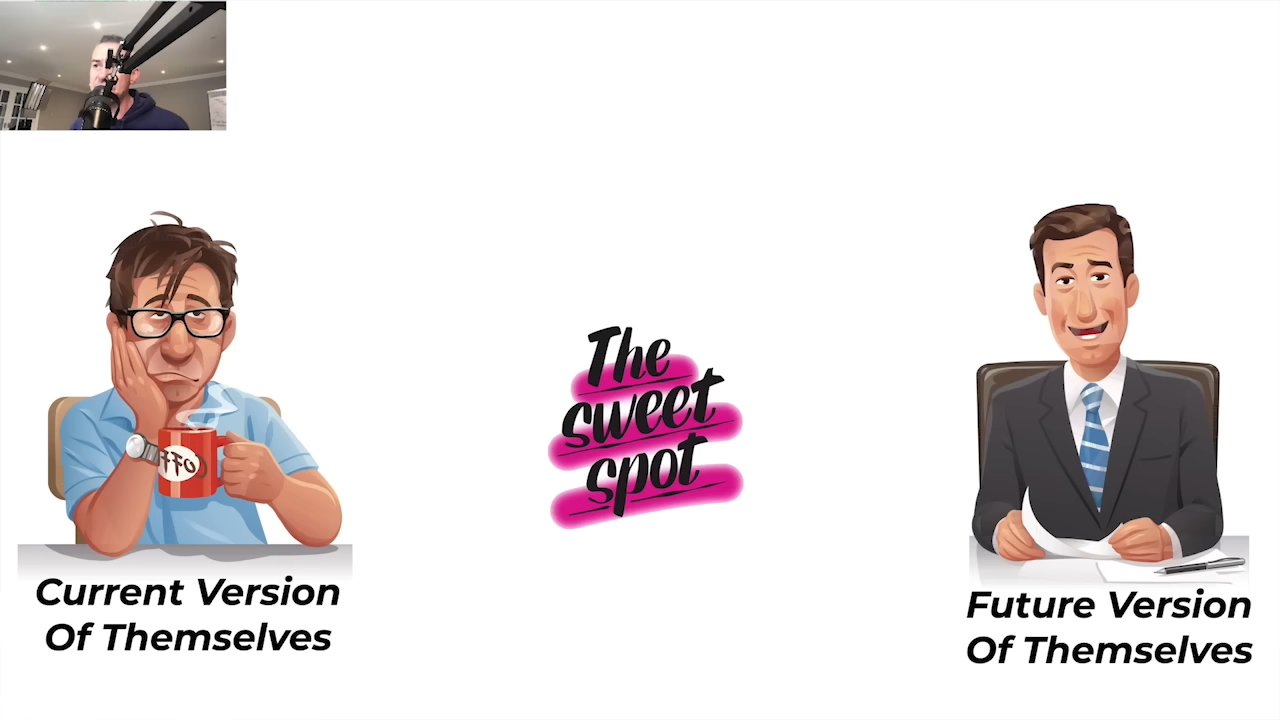 The
sweet
spot
Current Version
Of Themselves
Future Version
Of Themselves